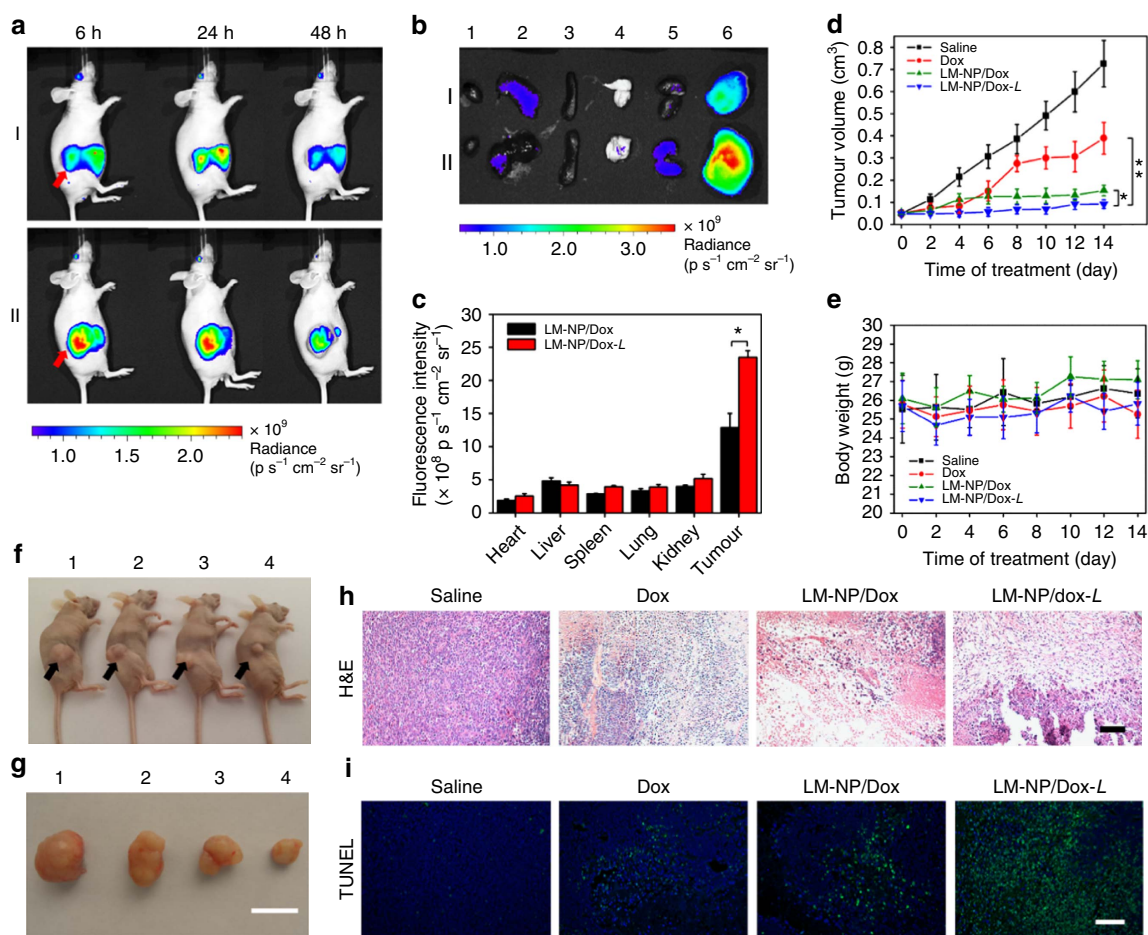 a
6 h 24 h 48 h
I
II
1.0 1.5 2.0
× 10⁹
Radiance
(p s⁻¹ cm⁻² sr⁻¹)
b
1 2 3 4 5 6
I
II
1.0 2.0 3.0
× 10⁹
Radiance
(p s⁻¹ cm⁻² sr⁻¹)
c
Fluorescence intensity
(× 10⁸ p s⁻¹ cm⁻² sr⁻¹)
30
25
20
15
10
5
0
LM-NP/Dox
LM-NP/Dox-L
*
Heart Liver Spleen Lung Kidney Tumour
d
Tumour volume (cm³)
0.8
0.7
0.6
0.5
0.4
0.3
0.2
0.1
0.0
Saline
Dox
LM-NP/Dox
LM-NP/Dox-L
*
**
0 2 4 6 8 10 12 14
Time of treatment (day)
e
Body weight (g)
30
29
28
27
26
25
24
23
22
21
20
Saline
Dox
LM-NP/Dox
LM-NP/Dox-L
0 2 4 6 8 10 12 14
Time of treatment (day)
f
1 2 3 4
g
1 2 3 4
h
Saline Dox LM-NP/Dox LM-NP/dox-L
H&E
i
Saline Dox LM-NP/Dox LM-NP/Dox-L
TUNEL